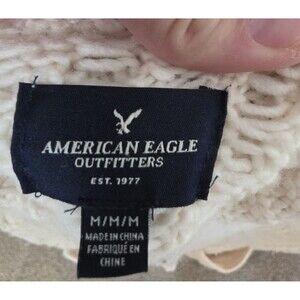 AMERICAN EAGLE
OUTFITTERS
EST. 1977
M/M/M
MADE IN CHINA
FABRIQUÉ EN
CHINE